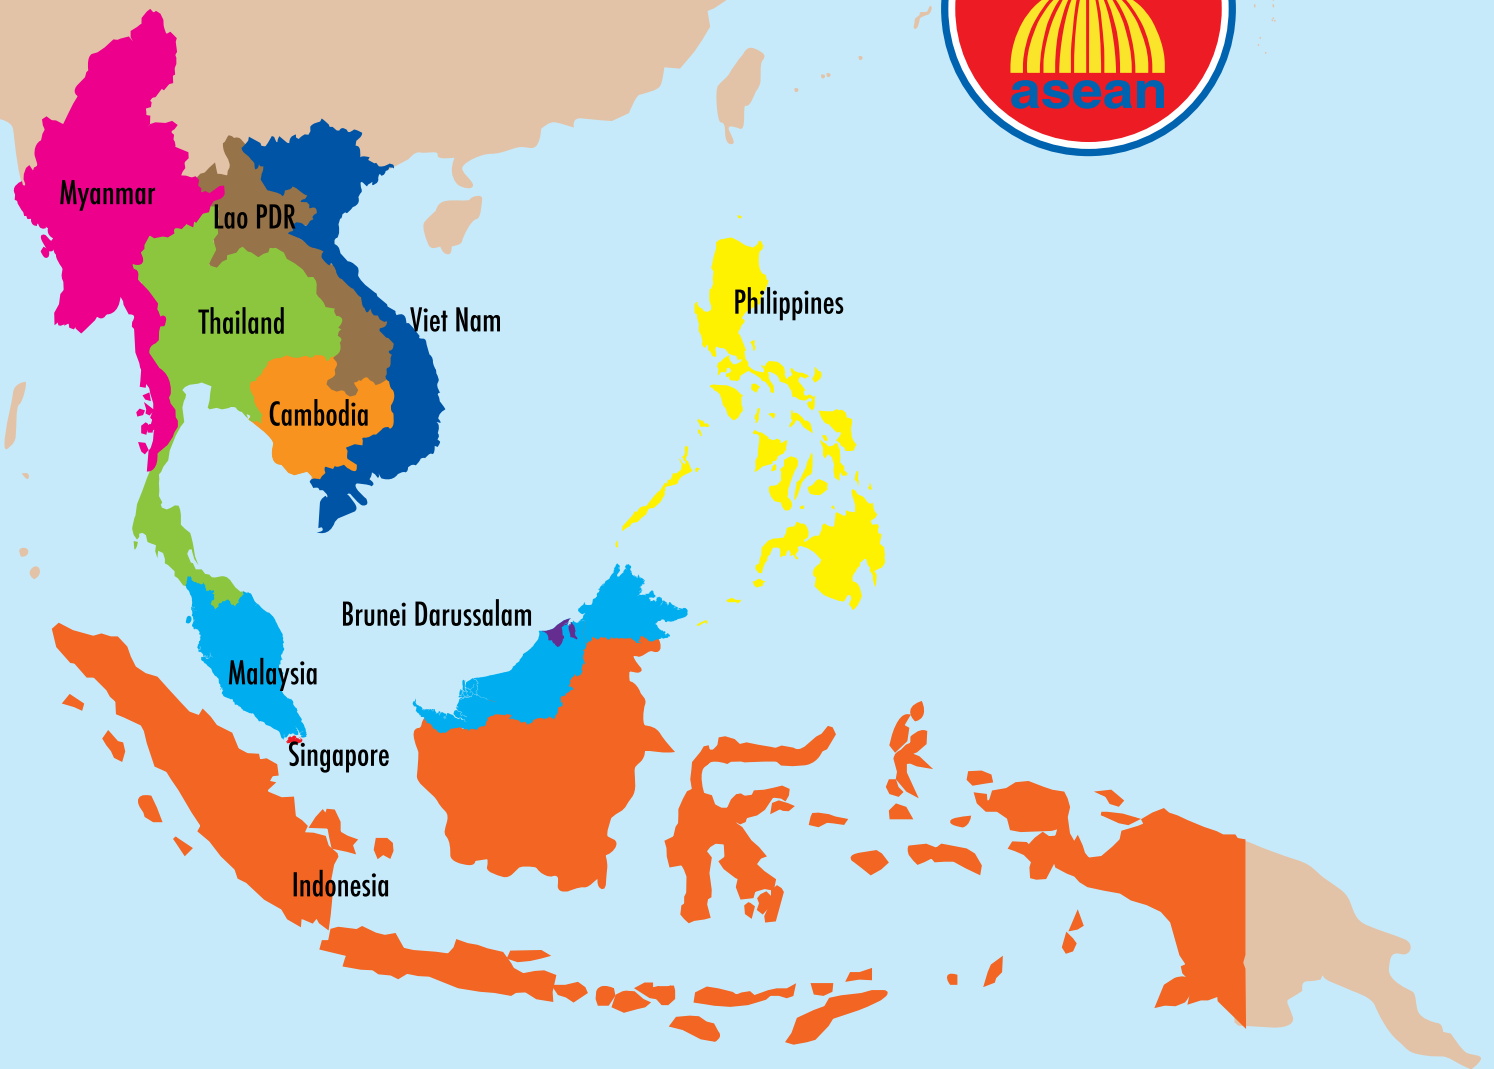 asean
Myanmar
Lao PDR
Philippines
Thailand
Viet Nam
Cambodia
Brunei Darussalam
Malaysia
Singapore
Indonesia